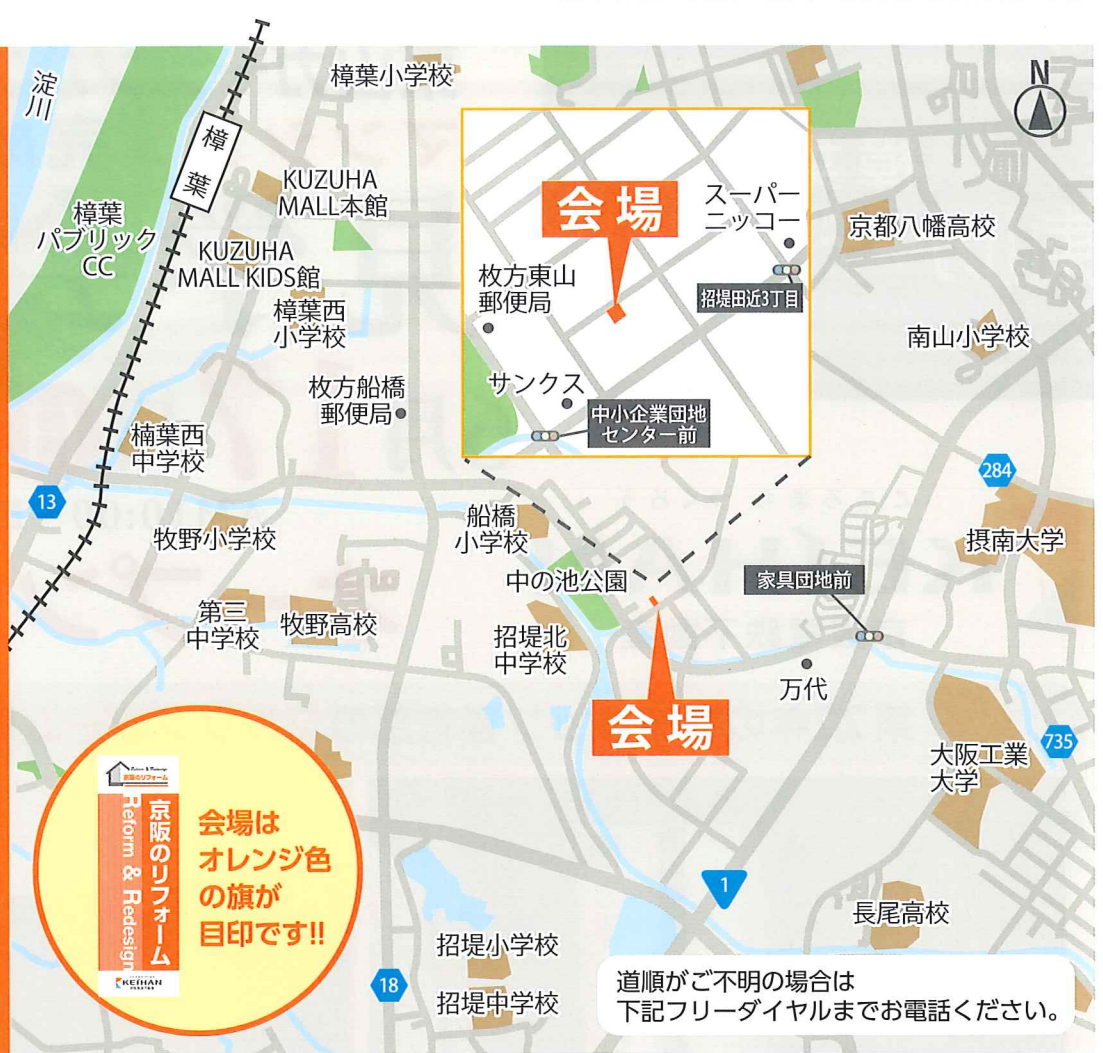 淀川
樟葉小学校
N
樟葉
KUZUHA
MALL本館
樟葉
パブリック
CC
KUZUHA
MALL KIDS館
樟葉西
小学校
枚方船橋
郵便局
楠葉西
中学校
会場
スーパー
ニッコー
枚方東山
郵便局
招堤田近3丁目
サンクス
中小企業団地
センター前
京都八幡高校
南山小学校
284
摂南大学
13
牧野小学校
船橋
小学校
中の池公園
家具団地前
第三
中学校
牧野高校
招堤北
中学校
万代
会場
大阪工業
大学
735
京阪のリフォーム
京阪のリフォーム
Reform & Redesign
KEIHAN
会場は
オレンジ色
の旗が
目印です!!
1
長尾高校
招堤小学校
18
招堤中学校
道順がご不明の場合は
下記フリーダイヤルまでお電話ください。